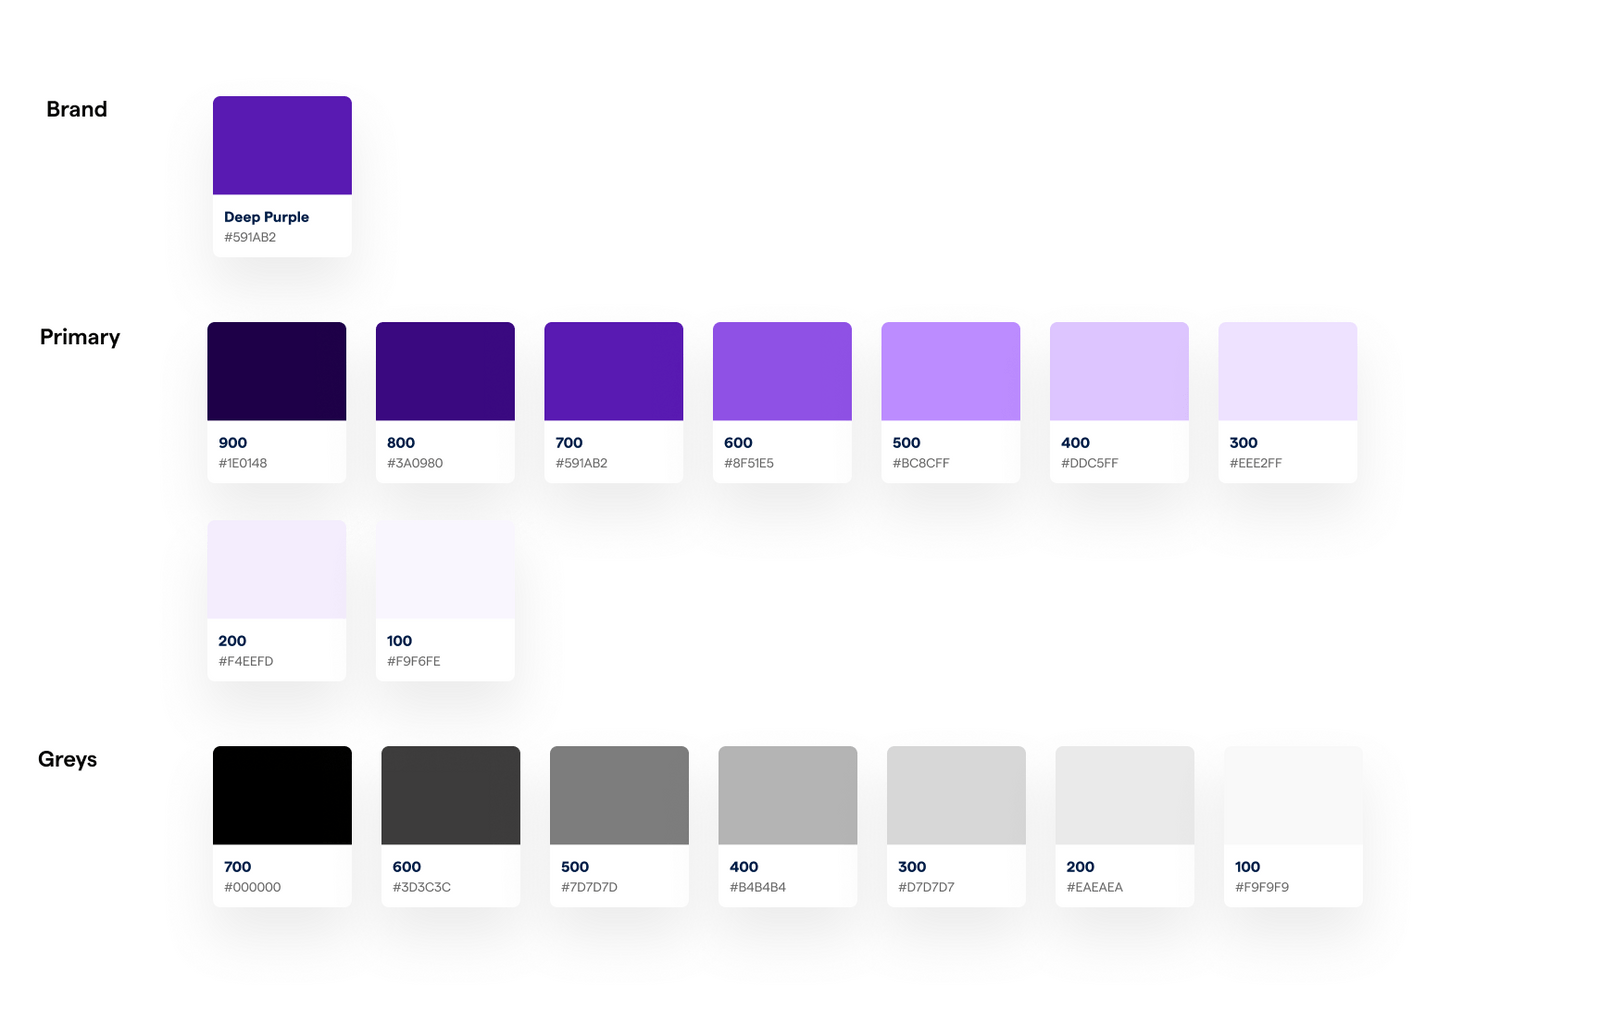 Brand
Deep Purple
#591AB2
Primary
900
#1E0148
800
#3A0980
700
#591AB2
600
#8F51E5
500
#BC8CFF
400
#DDC5FF
300
#EEE2FF
200
#F4EEFD
100
#F9F6FE
Greys
700
#000000
600
#3D3C3C
500
#7D7D7D
400
#B4B4B4
300
#D7D7D7
200
#EAEAEA
100
#F9F9F9